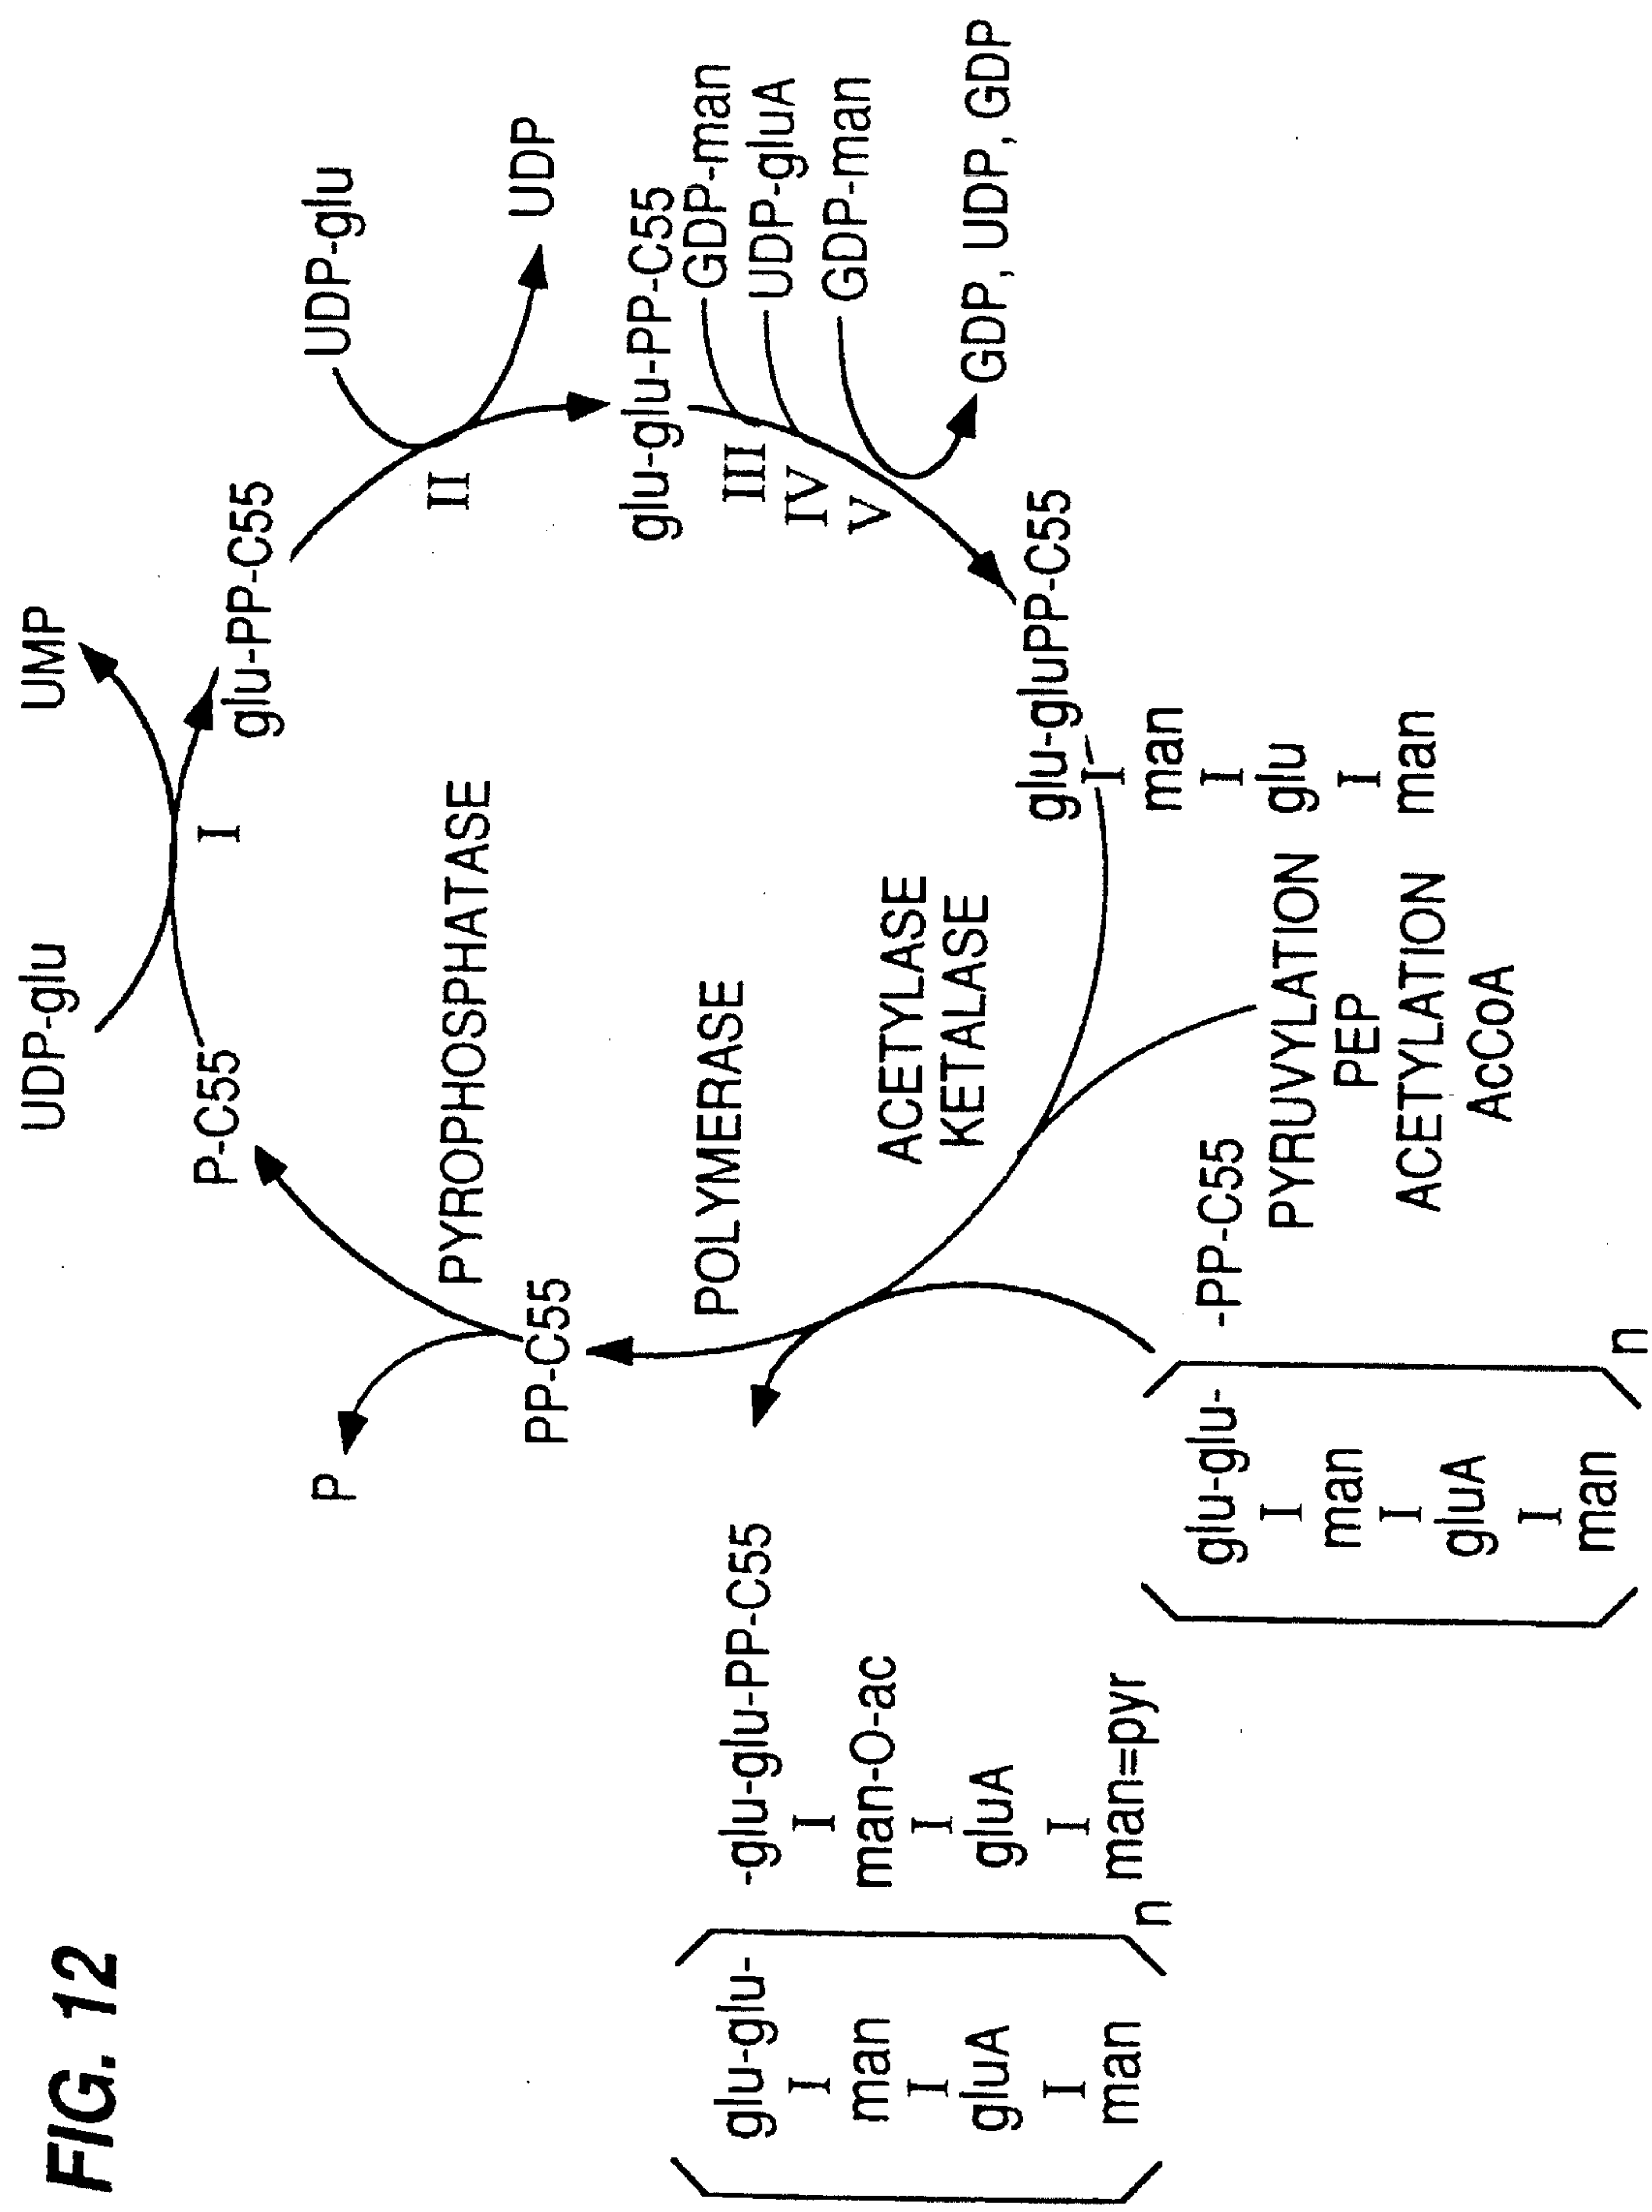 FIG. 12
UDP-glu
UMP
P-C55
I
glu-PP-C55
UDP-glu
II
UDP
glu-glu-PP-C55
GDP-man
UDP-gluA
GDP-man
III
IV
V
GDP, UDP, GDP
glu-gluPP-C55
I
man
I
glu
I
man
P
PYROPHOSPHATASE
PP-C55
POLYMERASE
ACETYLASE
KETALASE
PYRUVYLATION
PEP
ACETYLATION
AcCoA
glu-glu-
I
man
I
gluA
I
man
n
-PP-C55
glu-glu-
I
man
I
gluA
I
man
n
-glu-glu-PP-C55
I
man-O-ac
I
gluA
I
man=pyr